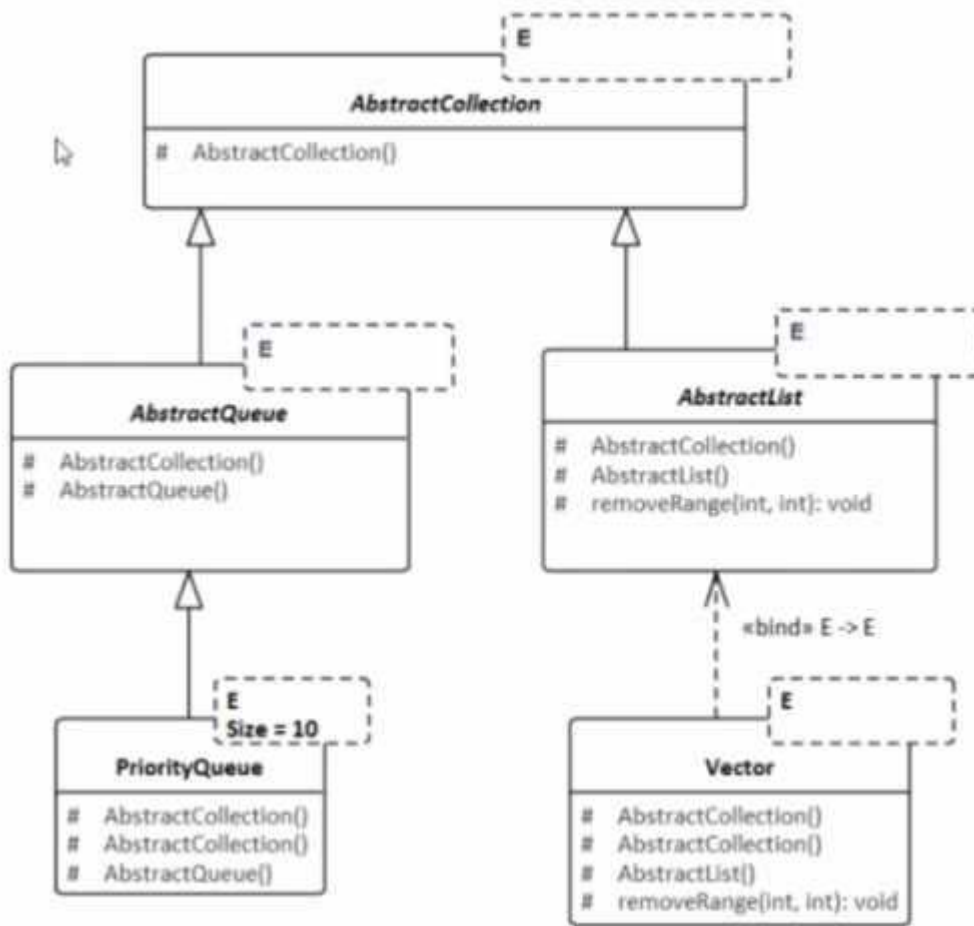 E
AbstractCollection
# AbstractCollection()
E
AbstractQueue
# AbstractCollection()
# AbstractQueue()
E
AbstractList
# AbstractCollection()
# AbstractList()
# removeRange(int, int): void
«bind» E -> E
E
Size = 10
PriorityQueue
# AbstractCollection()
# AbstractCollection()
# AbstractQueue()
E
Vector
# AbstractCollection()
# AbstractCollection()
# AbstractList()
# removeRange(int, int): void